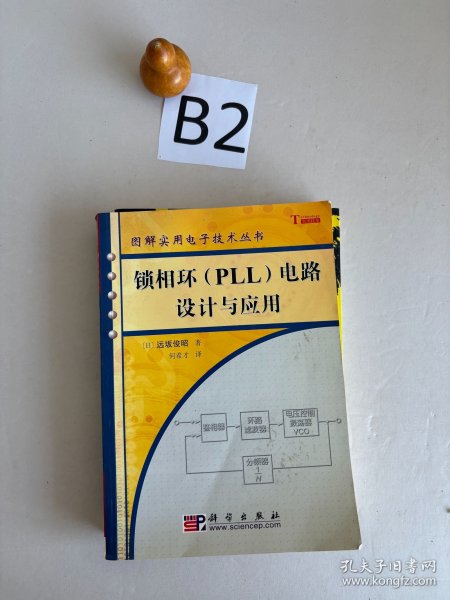 B2
图解实用电子技术丛书
锁相环(PLL)电路
设计与应用
[日]远坂俊昭 著
何希才 译
鉴相器
环路
滤波器
电压控制
振荡器
VCO
分频器
1
N
科学出版社
www.sciencep.com
孔夫子旧书网
www.kongfz.com